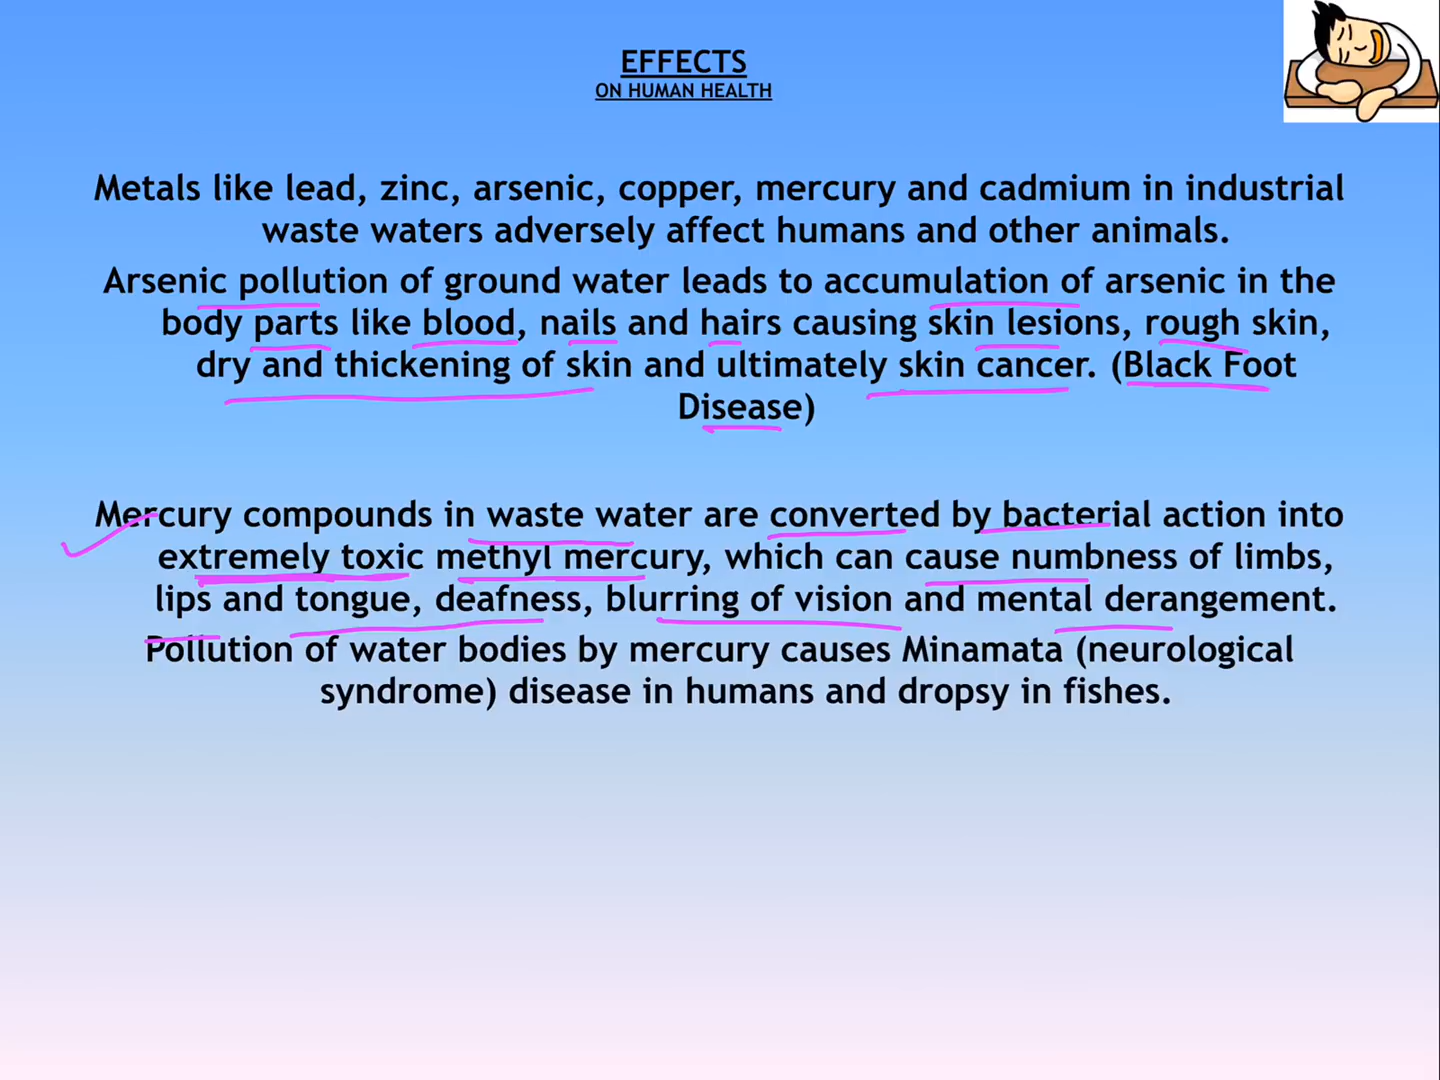 EFFECTS
ON HUMAN HEALTH
Metals like lead, zinc, arsenic, copper, mercury and cadmium in industrial
waste waters adversely affect humans and other animals.
Arsenic pollution of ground water leads to accumulation of arsenic in the
body parts like blood, nails and hairs causing skin lesions, rough skin,
dry and thickening of skin and ultimately skin cancer. (Black Foot
Disease)
Mercury compounds in waste water are converted by bacterial action into
extremely toxic methyl mercury, which can cause numbness of limbs,
lips and tongue, deafness, blurring of vision and mental derangement.
Pollution of water bodies by mercury causes Minamata (neurological
syndrome) disease in humans and dropsy in fishes.